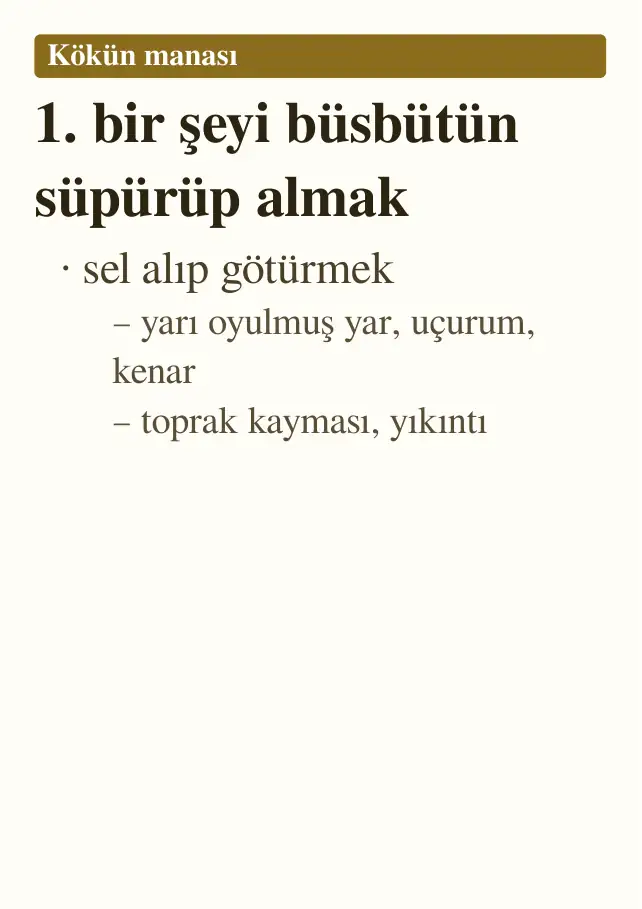 Kökün manası
1. bir şeyi büsbütün
süpürüp almak
· sel alıp götürmek
– yarı oyulmuş yar, uçurum,
kenar
– toprak kayması, yıkıntı